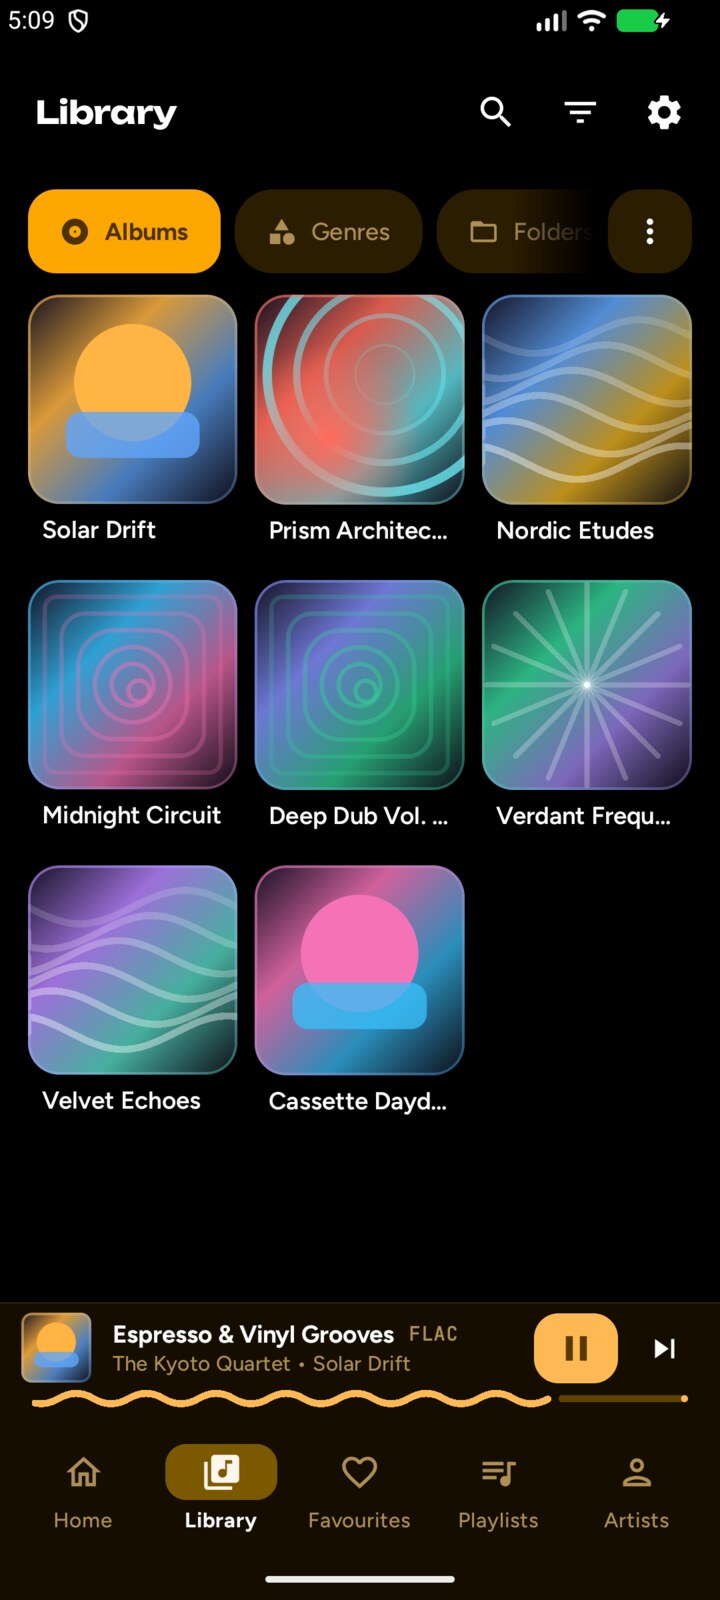 5:09
Library
Albums
Genres
Folders
Solar Drift
Prism Architec...
Nordic Etudes
Midnight Circuit
Deep Dub Vol. ...
Verdant Frequ...
Velvet Echoes
Cassette Dayd...
Espresso & Vinyl Grooves FLAC
The Kyoto Quartet • Solar Drift
Home
Library
Favourites
Playlists
Artists